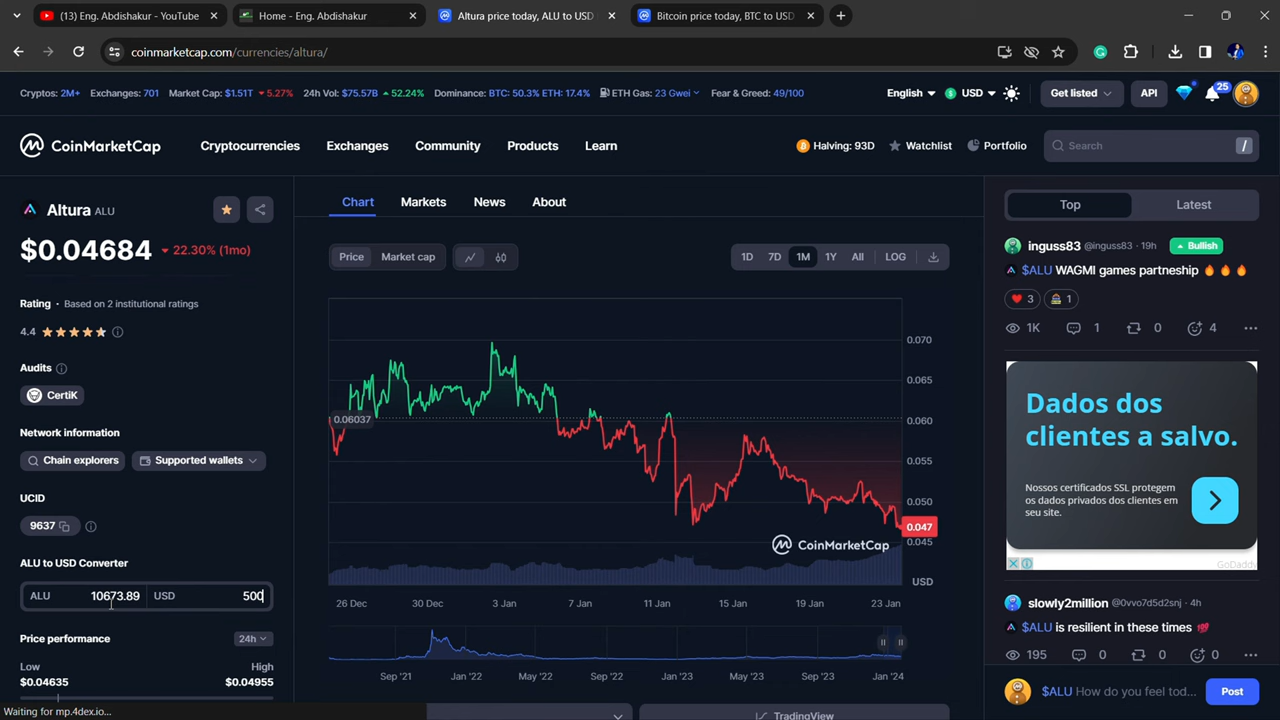 (13) Eng. Abdishakur - YouTube
Home - Eng. Abdishakur
Altura price today, ALU to USD
Bitcoin price today, BTC to USD
coinmarketcap.com/currencies/altura/
Cryptos: 2M+ Exchanges: 701 Market Cap: $1.51T 5.27% 24h Vol: $75.57B 52.24% Dominance: BTC: 50.3% ETH: 17.4% ETH Gas: 23 Gwei Fear & Greed: 49/100
English USD Get listed API 25
CoinMarketCap
Cryptocurrencies Exchanges Community Products Learn
Halving: 93D Watchlist Portfolio Search /
Altura ALU
$0.04684 22.30% (1mo)
Rating · Based on 2 institutional ratings
4.4
Audits
CertiK
Network information
Chain explorers Supported wallets
UCID
9637
ALU to USD Converter
ALU 10673.89 USD 500
Price performance 24h
Low High
$0.04635 $0.04955
Waiting for mp.4dex.io...
Chart Markets News About
Price Market cap
1D 7D 1M 1Y All LOG
0.070
0.065
0.06037 0.060
0.055
0.050
0.047
0.045
CoinMarketCap
USD
26 Dec 30 Dec 3 Jan 7 Jan 11 Jan 15 Jan 19 Jan 23 Jan
Sep '21 Jan '22 May '22 Sep '22 Jan '23 May '23 Sep '23 Jan '24
TradingView
Top Latest
inguss83 @inguss83 · 19h Bullish
$ALU WAGMI games partneship
3 1
1K 1 0 4
Dados dos
clientes a salvo.
Nossos certificados SSL protegem
os dados privados dos clientes em
seu site.
GoDaddy
slowly2million @0vvo7d5d2snj · 4h
$ALU is resilient in these times
195 0 0 0
$ALU How do you feel tod... Post